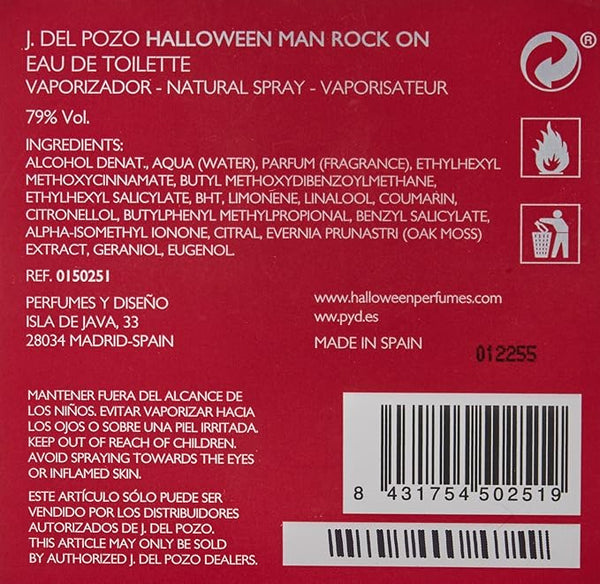 J. DEL POZO HALLOWEEN MAN ROCK ON
EAU DE TOILETTE
VAPORIZADOR - NATURAL SPRAY - VAPORISATEUR
79% Vol.
INGREDIENTS:
ALCOHOL DENAT., AQUA (WATER), PARFUM (FRAGRANCE), ETHYLHEXYL
METHOXYCINNAMATE, BUTYL METHOXYDIBENZOYLMETHANE,
ETHYLHEXYL SALICYLATE, BHT, LIMONENE, LINALOOL, COUMARIN,
CITRONELLOL, BUTYLPHENYL METHYLPROPIONAL, BENZYL SALICYLATE,
ALPHA-ISOMETHYL IONONE, CITRAL, EVERNIA PRUNASTRI (OAK MOSS)
EXTRACT, GERANIOL, EUGENOL.
REF. 0150251
PERFUMES Y DISEÑO
ISLA DE JAVA, 33
28034 MADRID-SPAIN
www.halloweenperfumes.com
ww.pyd.es
MADE IN SPAIN
012255
MANTENER FUERA DEL ALCANCE DE
LOS NIÑOS. EVITAR VAPORIZAR HACIA
LOS OJOS O SOBRE UNA PIEL IRRITADA.
KEEP OUT OF REACH OF CHILDREN.
AVOID SPRAYING TOWARDS THE EYES
OR INFLAMED SKIN.
ESTE ARTÍCULO SÓLO PUEDE SER
VENDIDO POR LOS DISTRIBUIDORES
AUTORIZADOS DE J. DEL POZO.
THIS ARTICLE MAY ONLY BE SOLD
BY AUTHORIZED J. DEL POZO DEALERS.
8 431754 502519
®